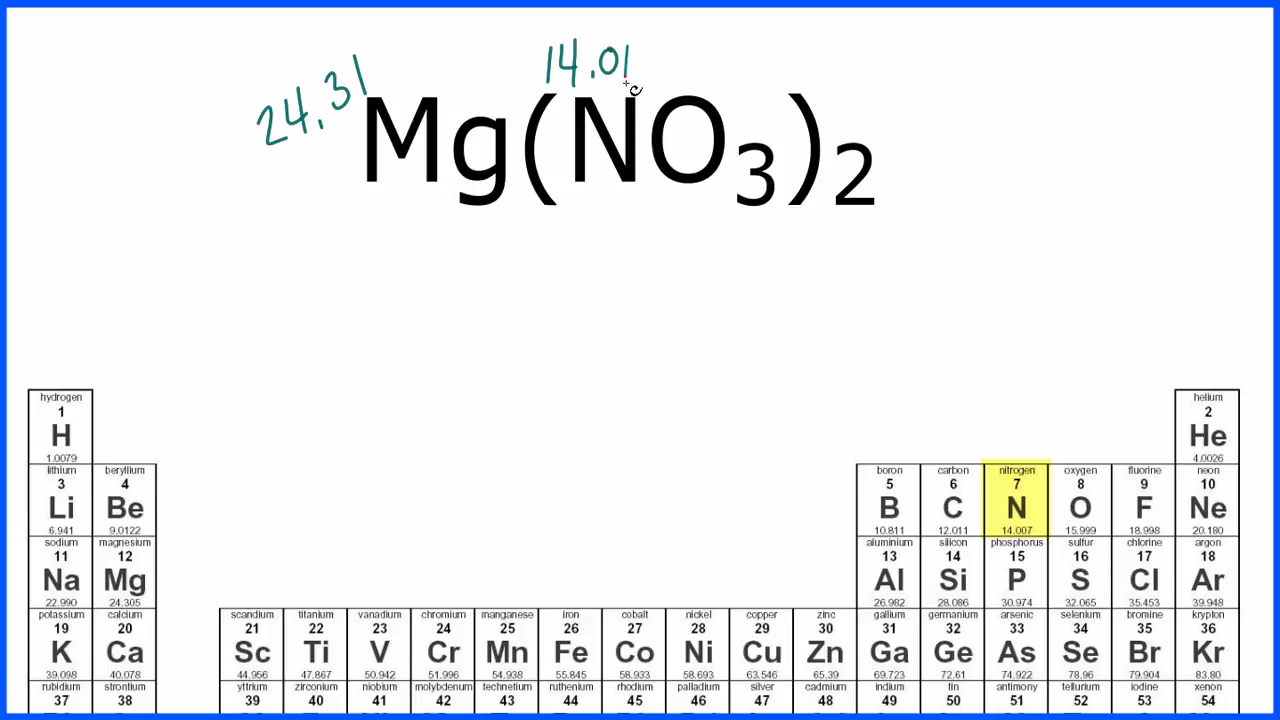 24.31 14.01
Mg(NO3)2
hydrogen helium
1 2
H He
1.0079 4.0026
lithium beryllium boron carbon nitrogen oxygen fluorine neon
3 4 5 6 7 8 9 10
Li Be B C N O F Ne
6.941 9.0122 10.811 12.011 14.007 15.999 18.998 20.180
sodium magnesium aluminium silicon phosphorus sulfur chlorine argon
11 12 13 14 15 16 17 18
Na Mg Al Si P S Cl Ar
22.990 24.305 26.982 28.086 30.974 32.065 35.453 39.948
potassium calcium scandium titanium vanadium chromium manganese iron cobalt nickel copper zinc gallium germanium arsenic selenium bromine krypton
19 20 21 22 23 24 25 26 27 28 29 30 31 32 33 34 35 36
K Ca Sc Ti V Cr Mn Fe Co Ni Cu Zn Ga Ge As Se Br Kr
39.098 40.078 44.956 47.867 50.942 51.996 54.938 55.845 58.933 58.693 63.546 65.39 69.723 72.61 74.922 78.96 79.904 83.80
rubidium strontium yttrium zirconium niobium molybdenum technetium ruthenium rhodium palladium silver cadmium indium tin antimony tellurium iodine xenon
37 38 39 40 41 42 43 44 45 46 47 48 49 50 51 52 53 54